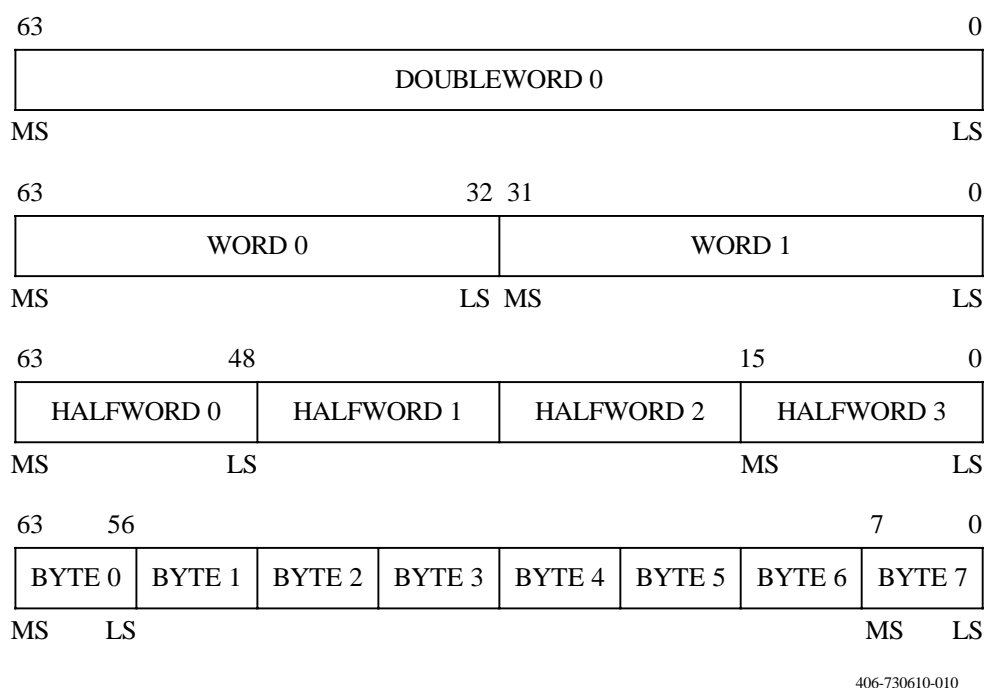 63 0
DOUBLEWORD 0
MS LS
63 32 31 0
WORD 0 WORD 1
MS LS MS LS
63 48 15 0
HALFWORD 0 HALFWORD 1 HALFWORD 2 HALFWORD 3
MS LS MS LS
63 56 7 0
BYTE 0 BYTE 1 BYTE 2 BYTE 3 BYTE 4 BYTE 5 BYTE 6 BYTE 7
MS LS MS LS
406-730610-010